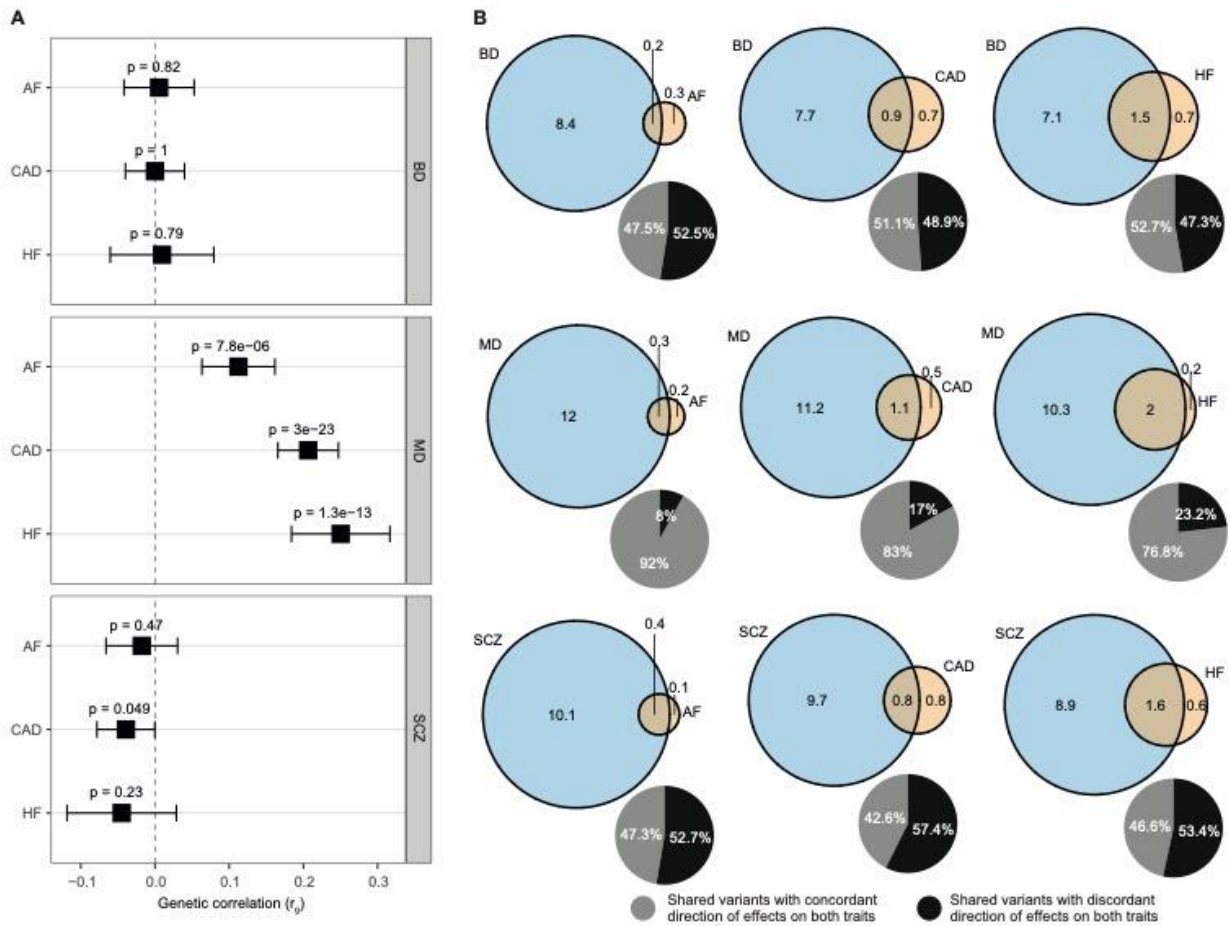 A
p = 0.82
AF
p = 1
CAD
p = 0.79
HF
BD
p = 7.8e−06
AF
p = 3e−23
CAD
p = 1.3e−13
HF
MD
p = 0.47
AF
p = 0.049
CAD
p = 0.23
HF
SCZ
−0.1 0.0 0.1 0.2 0.3
Genetic correlation (rg)
B
BD
0.2
0.3 AF
8.4
47.5% 52.5%
BD
CAD
7.7 0.9 0.7
51.1% 48.9%
BD
HF
7.1 1.5 0.7
52.7% 47.3%
MD
0.3
0.2
AF
12
8%
92%
MD
0.5
CAD
11.2 1.1
17%
83%
MD
0.2
HF
10.3 2
23.2%
76.8%
SCZ
0.4
0.1
AF
10.1
47.3% 52.7%
SCZ
CAD
9.7 0.8 0.8
42.6% 57.4%
SCZ
HF
8.9 1.6 0.6
46.6% 53.4%
Shared variants with concordant
direction of effects on both traits
Shared variants with discordant
direction of effects on both traits